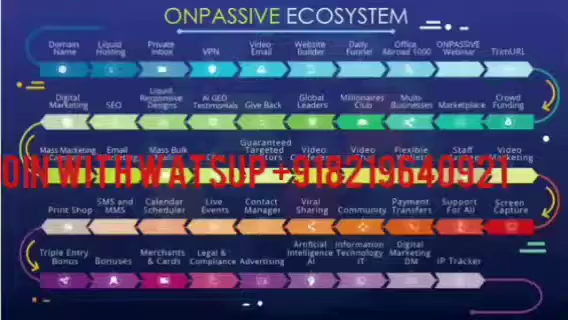 ONPASSIVE ECOSYSTEM
Domain Name
Liquid Hosting
Private Inbox
VPN
Video Email
Website Builder
Daily Funnel
Office Abroad 1000
ONPASSIVE Webinar
TrimURL
Digital Marketing
SEO
Liquid Responsive Designs
AI GEO Testimonials
Give Back
Global Leaders
Millionaires Club
Multi Businesses
Marketplace
Crowd Funding
Mass Marketing
Email
Mass Bulk
Guaranteed Targeted
Video
Video
Flexible
Staff
Video Marketing
OIN WITH WATSUP +918219640921
Print Shop
SMS and MMS
Calendar Scheduler
Live Events
Contact Manager
Viral Sharing
Community
Payment Transfers
Support For All
Screen Capture
Triple Entry Bonus
Bonuses
Merchants & Cards
Legal & Compliance
Advertising
Artificial Intelligence AI
Information Technology IT
Digital Marketing DM
IP Tracker